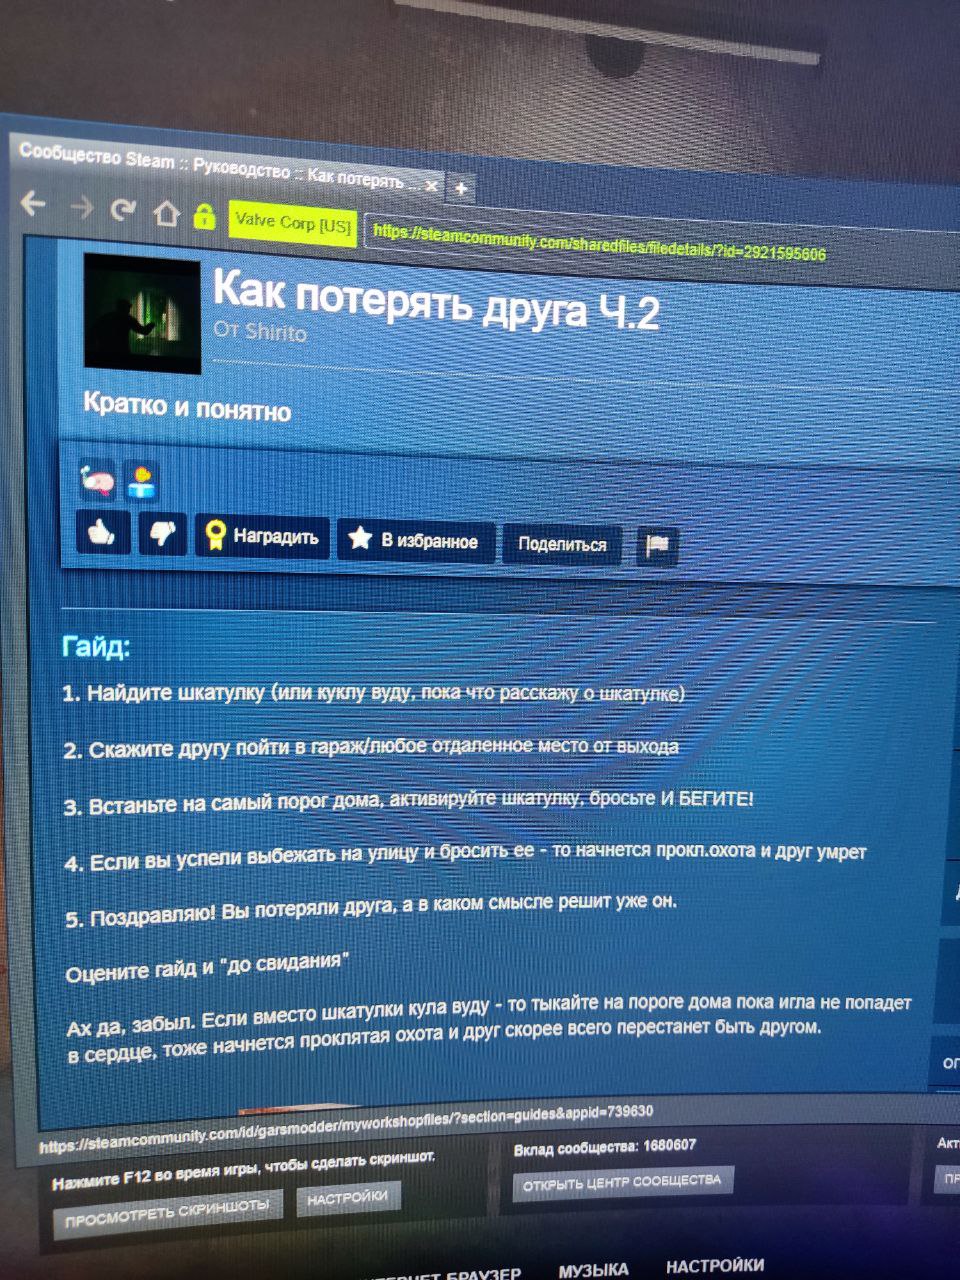 Сообщество Steam :: Руководство :: Как потерять ...
Valve Corp [US]
https://steamcommunity.com/sharedfiles/filedetails/?id=2921595606
Как потерять друга Ч.2
От Shirito
Кратко и понятно
Наградить
В избранное
Поделиться
Гайд:
1. Найдите шкатулку (или куклу вуду, пока что расскажу о шкатулке)
2. Скажите другу пойти в гараж/любое отдаленное место от выхода
3. Встаньте на самый порог дома, активируйте шкатулку, бросьте И БЕГИТЕ!
4. Если вы успели выбежать на улицу и бросить ее - то начнется прокл.охота и друг умрет
5. Поздравляю! Вы потеряли друга, а в каком смысле решит уже он.
Оцените гайд и "до свидания"
Ах да, забыл. Если вместо шкатулки кула вуду - то тыкайте на пороге дома пока игла не попадет
в сердце, тоже начнется проклятая охота и друг скорее всего перестанет быть другом.
https://steamcommunity.com/id/garsmodder/myworkshopfiles/?section=guides&appid=739630
Нажмите F12 во время игры, чтобы сделать скриншот.
Вклад сообщества: 1680607
ПРОСМОТРЕТЬ СКРИНШОТЫ
НАСТРОЙКИ
ОТКРЫТЬ ЦЕНТР СООБЩЕСТВА
БРАУЗЕР
МУЗЫКА
НАСТРОЙКИ